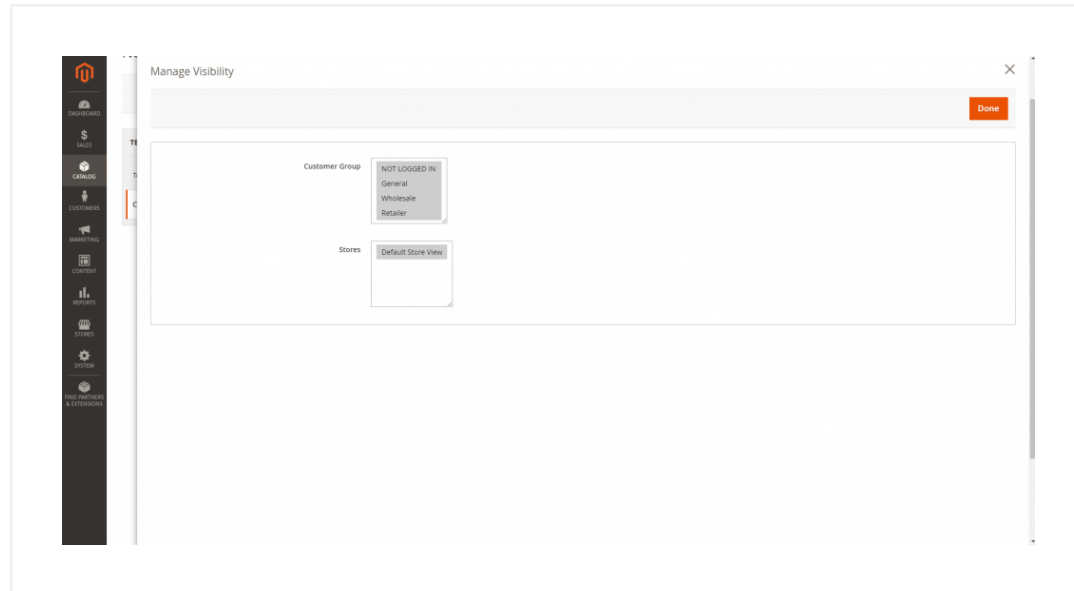 Manage Visibility
Done
DASHBOARD
SALES
CATALOG
CUSTOMERS
MARKETING
CONTENT
REPORTS
STORES
SYSTEM
FIND PARTNERS
& EXTENSIONS
Customer Group
NOT LOGGED IN
General
Wholesale
Retailer
Stores
Default Store View